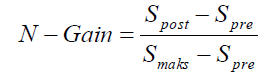 N − Gain = (S_post − S_pre) / (S_maks − S_pre)